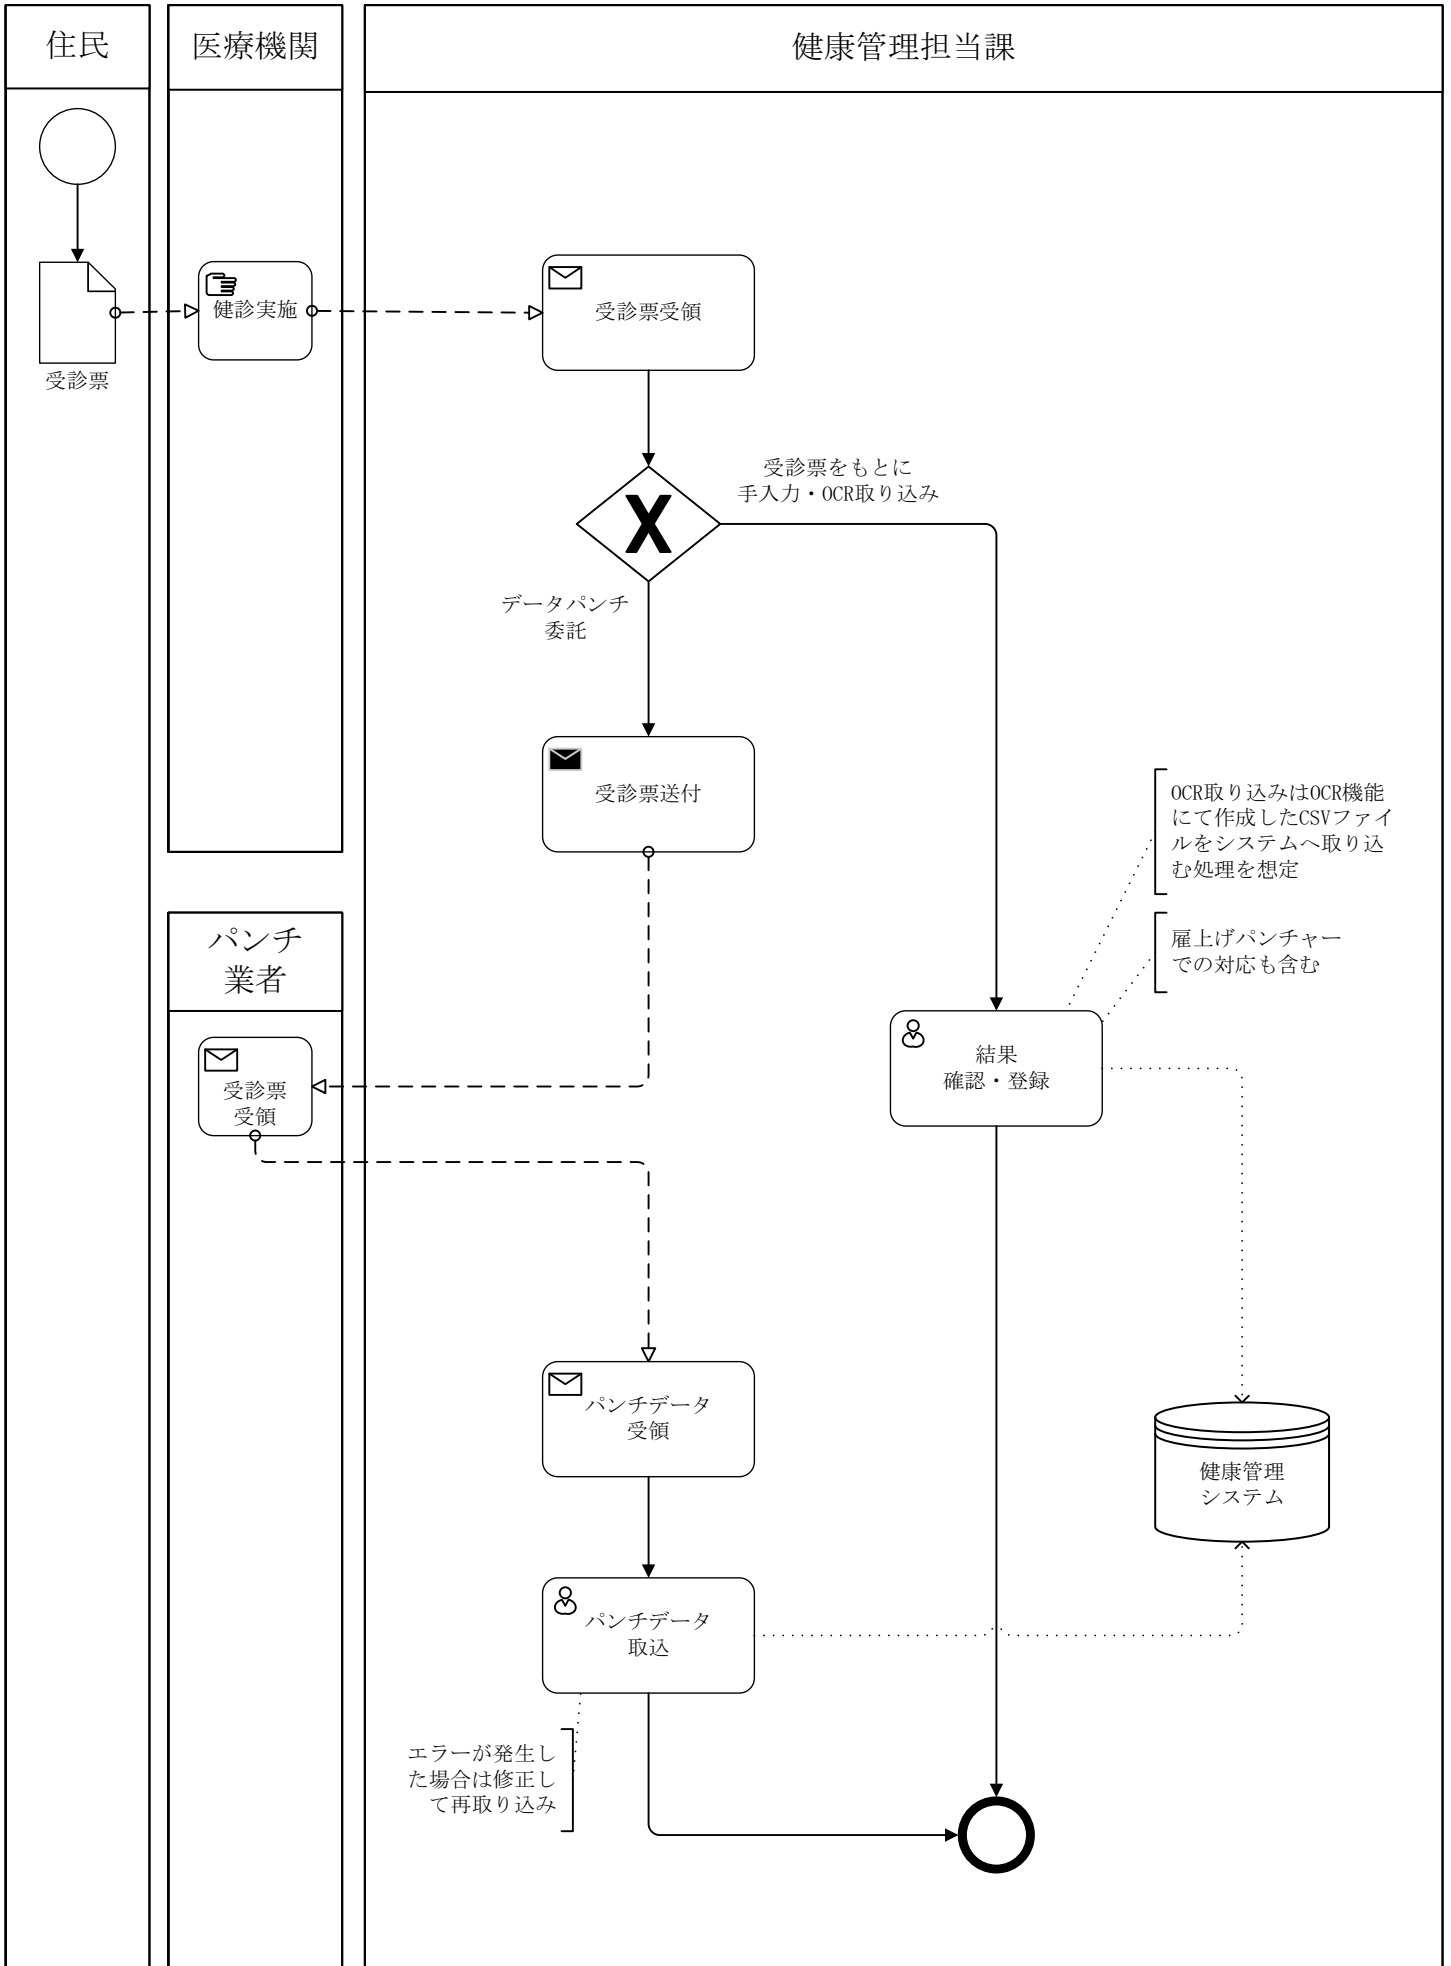 住民
医療機関
健康管理担当課
受診票
健診実施
受診票受領
受診票をもとに
手入力・OCR取り込み
データパンチ
委託
受診票送付
OCR取り込みはOCR機能
にて作成したCSVファイ
ルをシステムへ取り込
む処理を想定
雇上げパンチャー
での対応も含む
パンチ
業者
受診票
受領
結果
確認・登録
パンチデータ
受領
健康管理
システム
パンチデータ
取込
エラーが発生し
た場合は修正し
て再取り込み